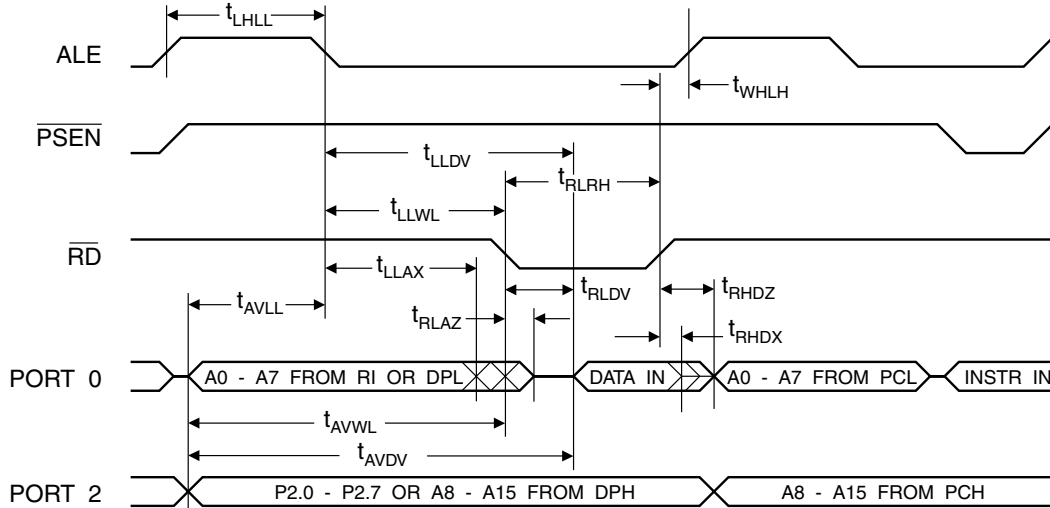 tLHLL
ALE
tWHLH
PSEN
tLLDV
tRLRH
tLLWL
RD
tLLAX
tRLDV
tRHDZ
tAVLL
tRLAZ
tRHDX
PORT 0
A0 - A7 FROM RI OR DPL
DATA IN
A0 - A7 FROM PCL
INSTR IN
tAVWL
tAVDV
PORT 2
P2.0 - P2.7 OR A8 - A15 FROM DPH
A8 - A15 FROM PCH